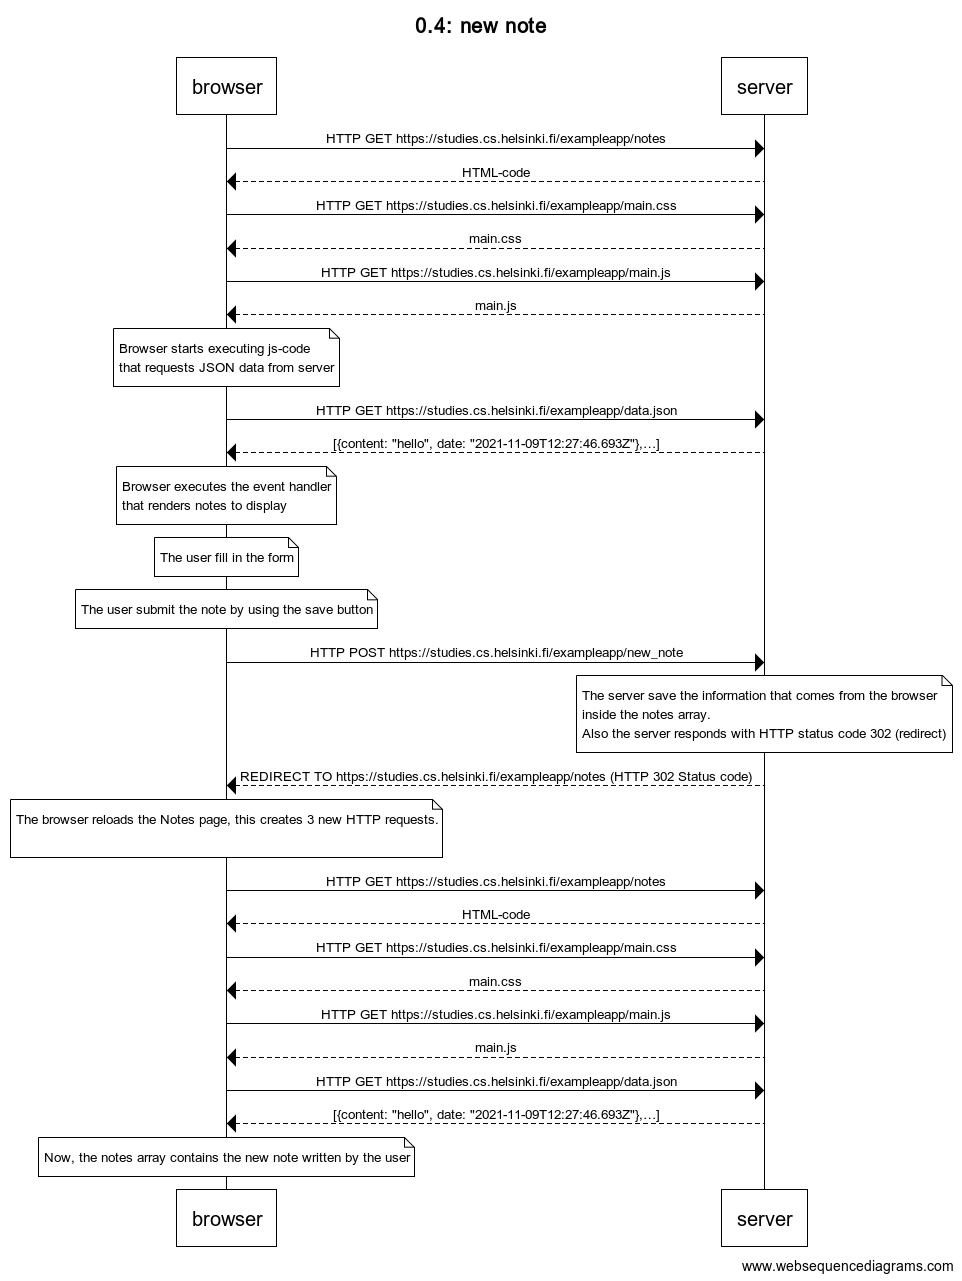 0.4: new note
browser
server
HTTP GET https://studies.cs.helsinki.fi/exampleapp/notes
HTML-code
HTTP GET https://studies.cs.helsinki.fi/exampleapp/main.css
main.css
HTTP GET https://studies.cs.helsinki.fi/exampleapp/main.js
main.js
Browser starts executing js-code
that requests JSON data from server
HTTP GET https://studies.cs.helsinki.fi/exampleapp/data.json
[{content: "hello", date: "2021-11-09T12:27:46.693Z"},…]
Browser executes the event handler
that renders notes to display
The user fill in the form
The user submit the note by using the save button
HTTP POST https://studies.cs.helsinki.fi/exampleapp/new_note
The server save the information that comes from the browser
inside the notes array.
Also the server responds with HTTP status code 302 (redirect)
REDIRECT TO https://studies.cs.helsinki.fi/exampleapp/notes (HTTP 302 Status code)
The browser reloads the Notes page, this creates 3 new HTTP requests.
HTTP GET https://studies.cs.helsinki.fi/exampleapp/notes
HTML-code
HTTP GET https://studies.cs.helsinki.fi/exampleapp/main.css
main.css
HTTP GET https://studies.cs.helsinki.fi/exampleapp/main.js
main.js
HTTP GET https://studies.cs.helsinki.fi/exampleapp/data.json
[{content: "hello", date: "2021-11-09T12:27:46.693Z"},…]
Now, the notes array contains the new note written by the user
browser
server
www.websequencediagrams.com